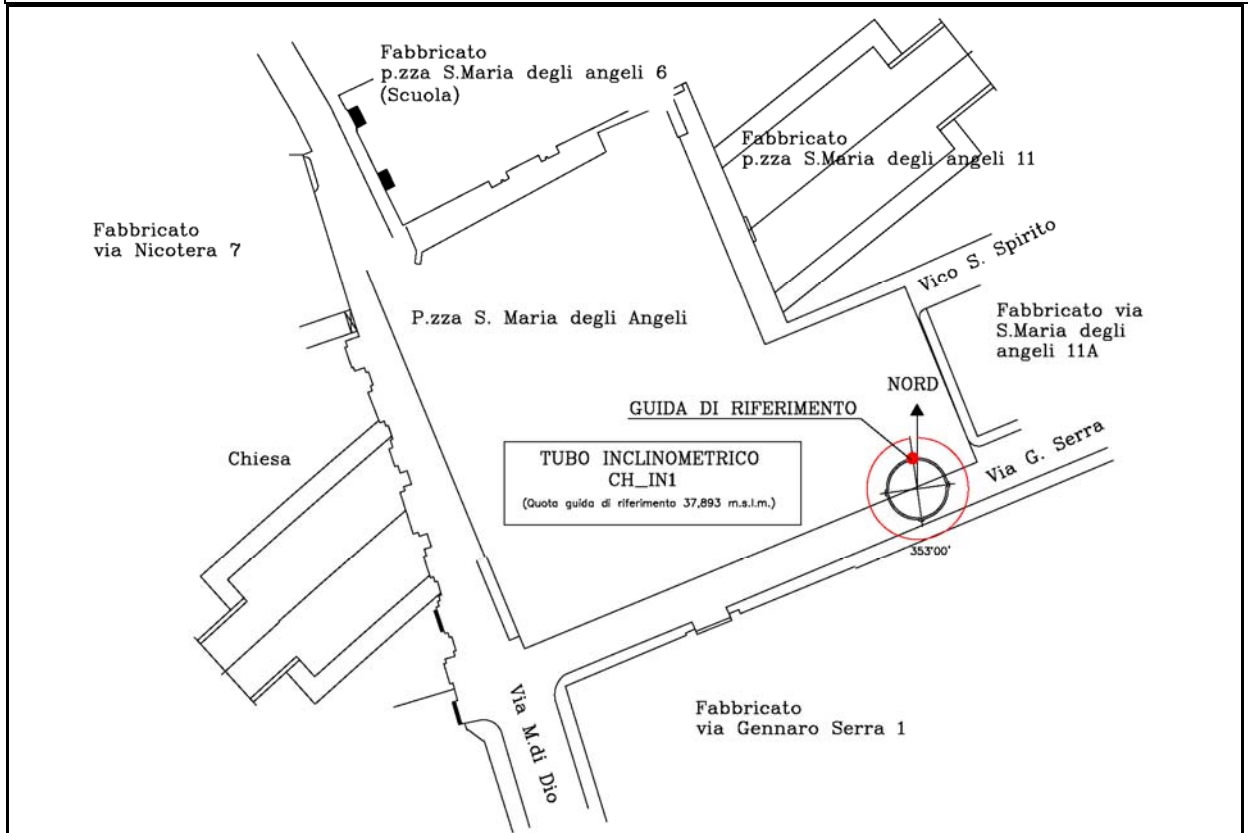 Fabbricato
p.zza S.Maria degli angeli 6
(Scuola)
Fabbricato
p.zza S.Maria degli angeli 11
Fabbricato
via Nicotera 7
Vico S. Spirito
P.zza S. Maria degli Angeli
Fabbricato via
S.Maria degli
angeli 11A
NORD
GUIDA DI RIFERIMENTO
Chiesa
TUBO INCLINOMETRICO
CH_IN1
(Quota guida di riferimento 37,893 m.s.l.m.)
Via G. Serra
353°00'
Via M.di Dio
Fabbricato
via Gennaro Serra 1